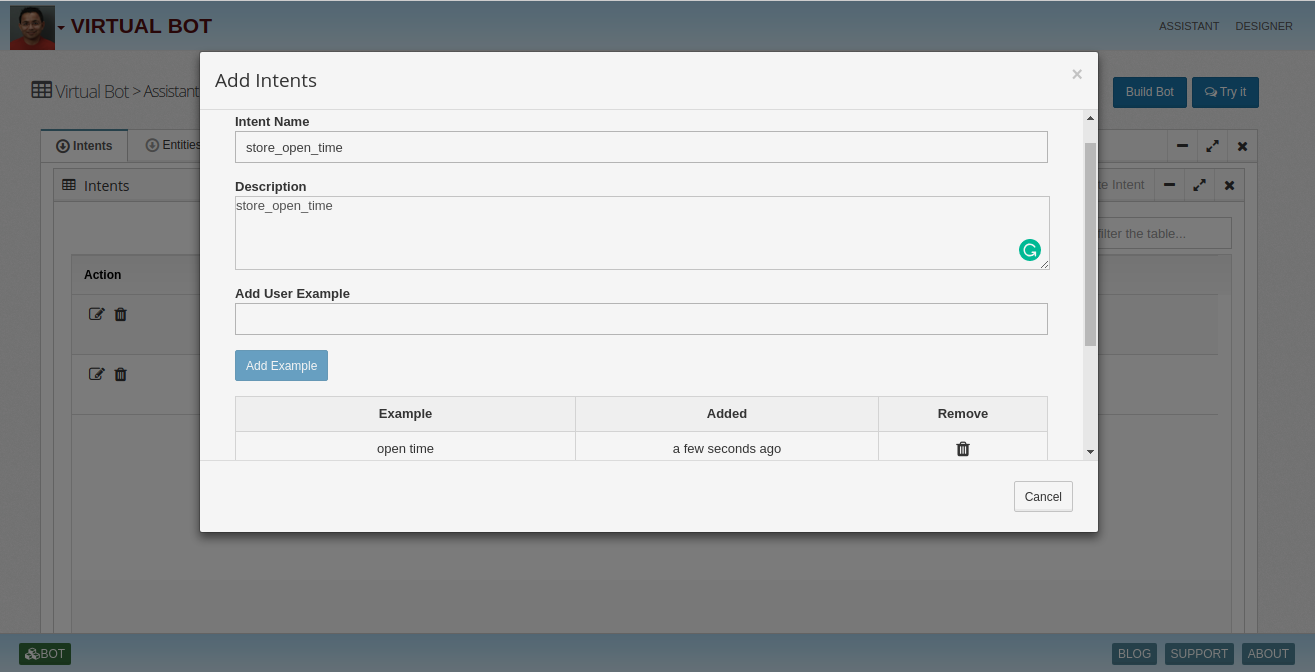 VIRTUAL BOT
ASSISTANT DESIGNER
Virtual Bot > Assistant
Build Bot
Try it
Add Intents
×
Intents
Entities
Intents
te Intent
filter the table...
Action
Intent Name
store_open_time
Description
store_open_time
Add User Example
Add Example
Example Added Remove
open time a few seconds ago
Cancel
BOT
BLOG SUPPORT ABOUT